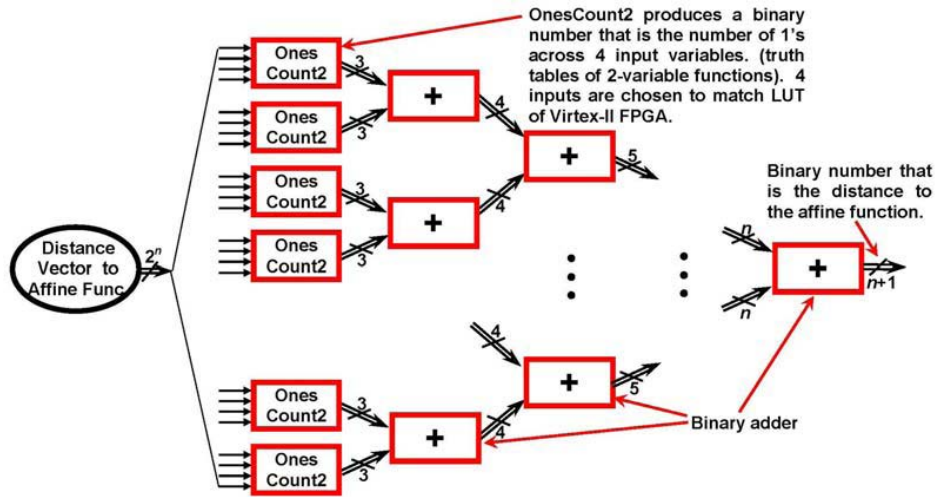 OnesCount2 produces a binary
number that is the number of 1's
across 4 input variables. (truth
tables of 2-variable functions). 4
inputs are chosen to match LUT
of Virtex-II FPGA.
Ones
Count2
3
Ones
Count2
3
+
4
Ones
Count2
3
Ones
Count2
3
+
4
+
5
Binary number that
is the distance to
the affine function.
Distance
Vector to
Affine Func
2ⁿ
n
n
+
n+1
4
+
5
Ones
Count2
3
Ones
Count2
3
+
4
Binary adder